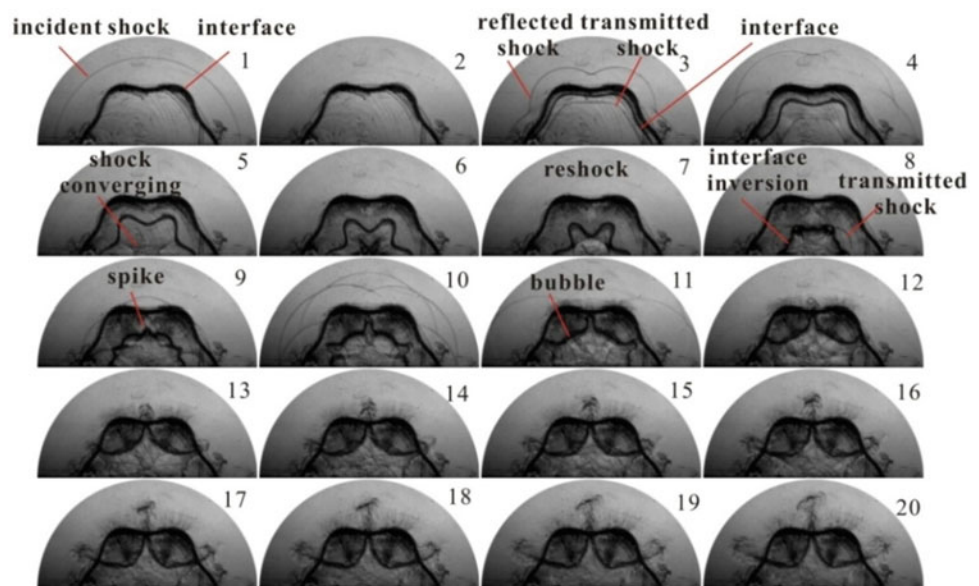 incident shock
interface
1
2
reflected transmitted
shock
shock
3
interface
4
shock
converging
5
6
reshock
7
interface
inversion
8
transmitted
shock
spike
9
10
bubble
11
12
13
14
15
16
17
18
19
20